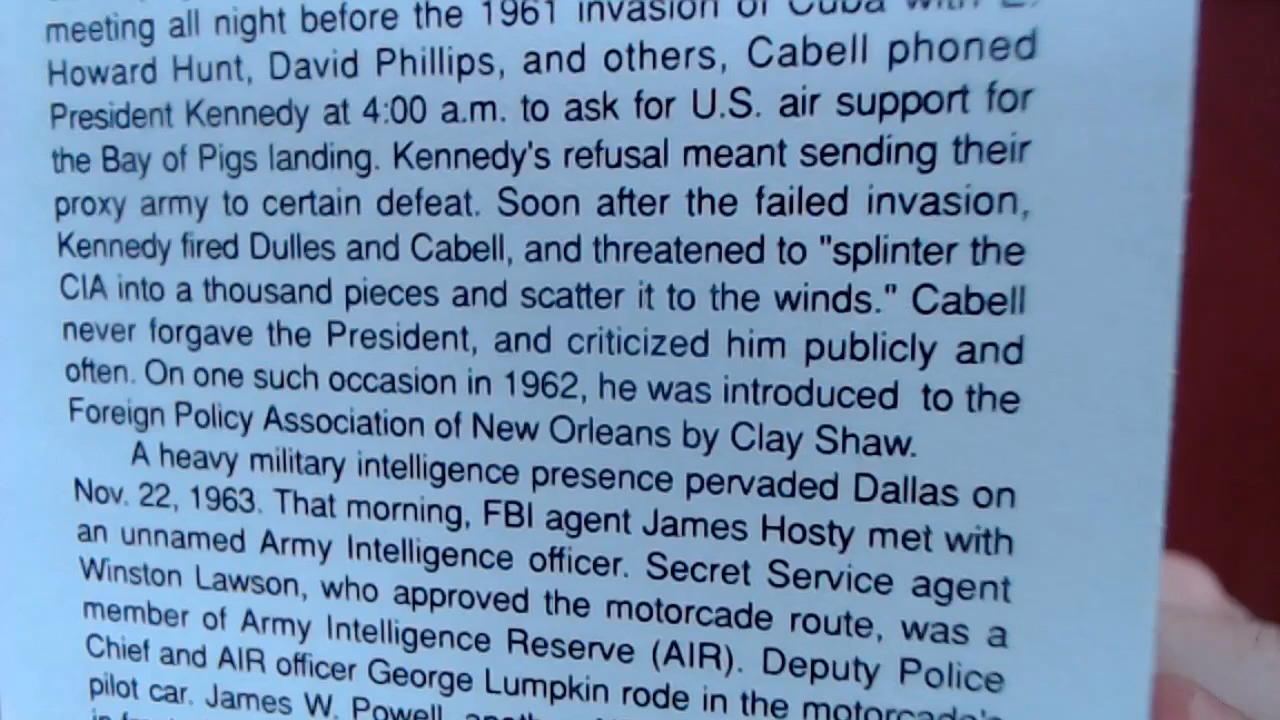 meeting all night before the 1961 invasion of Cuba with E.
Howard Hunt, David Phillips, and others, Cabell phoned
President Kennedy at 4:00 a.m. to ask for U.S. air support for
the Bay of Pigs landing. Kennedy's refusal meant sending their
proxy army to certain defeat. Soon after the failed invasion,
Kennedy fired Dulles and Cabell, and threatened to "splinter the
CIA into a thousand pieces and scatter it to the winds." Cabell
never forgave the President, and criticized him publicly and
often. On one such occasion in 1962, he was introduced to the
Foreign Policy Association of New Orleans by Clay Shaw.
A heavy military intelligence presence pervaded Dallas on
Nov. 22, 1963. That morning, FBI agent James Hosty met with
an unnamed Army Intelligence officer. Secret Service agent
Winston Lawson, who approved the motorcade route, was a
member of Army Intelligence Reserve (AIR). Deputy Police
Chief and AIR officer George Lumpkin rode in the motorcade's
pilot car. James W. Powell,